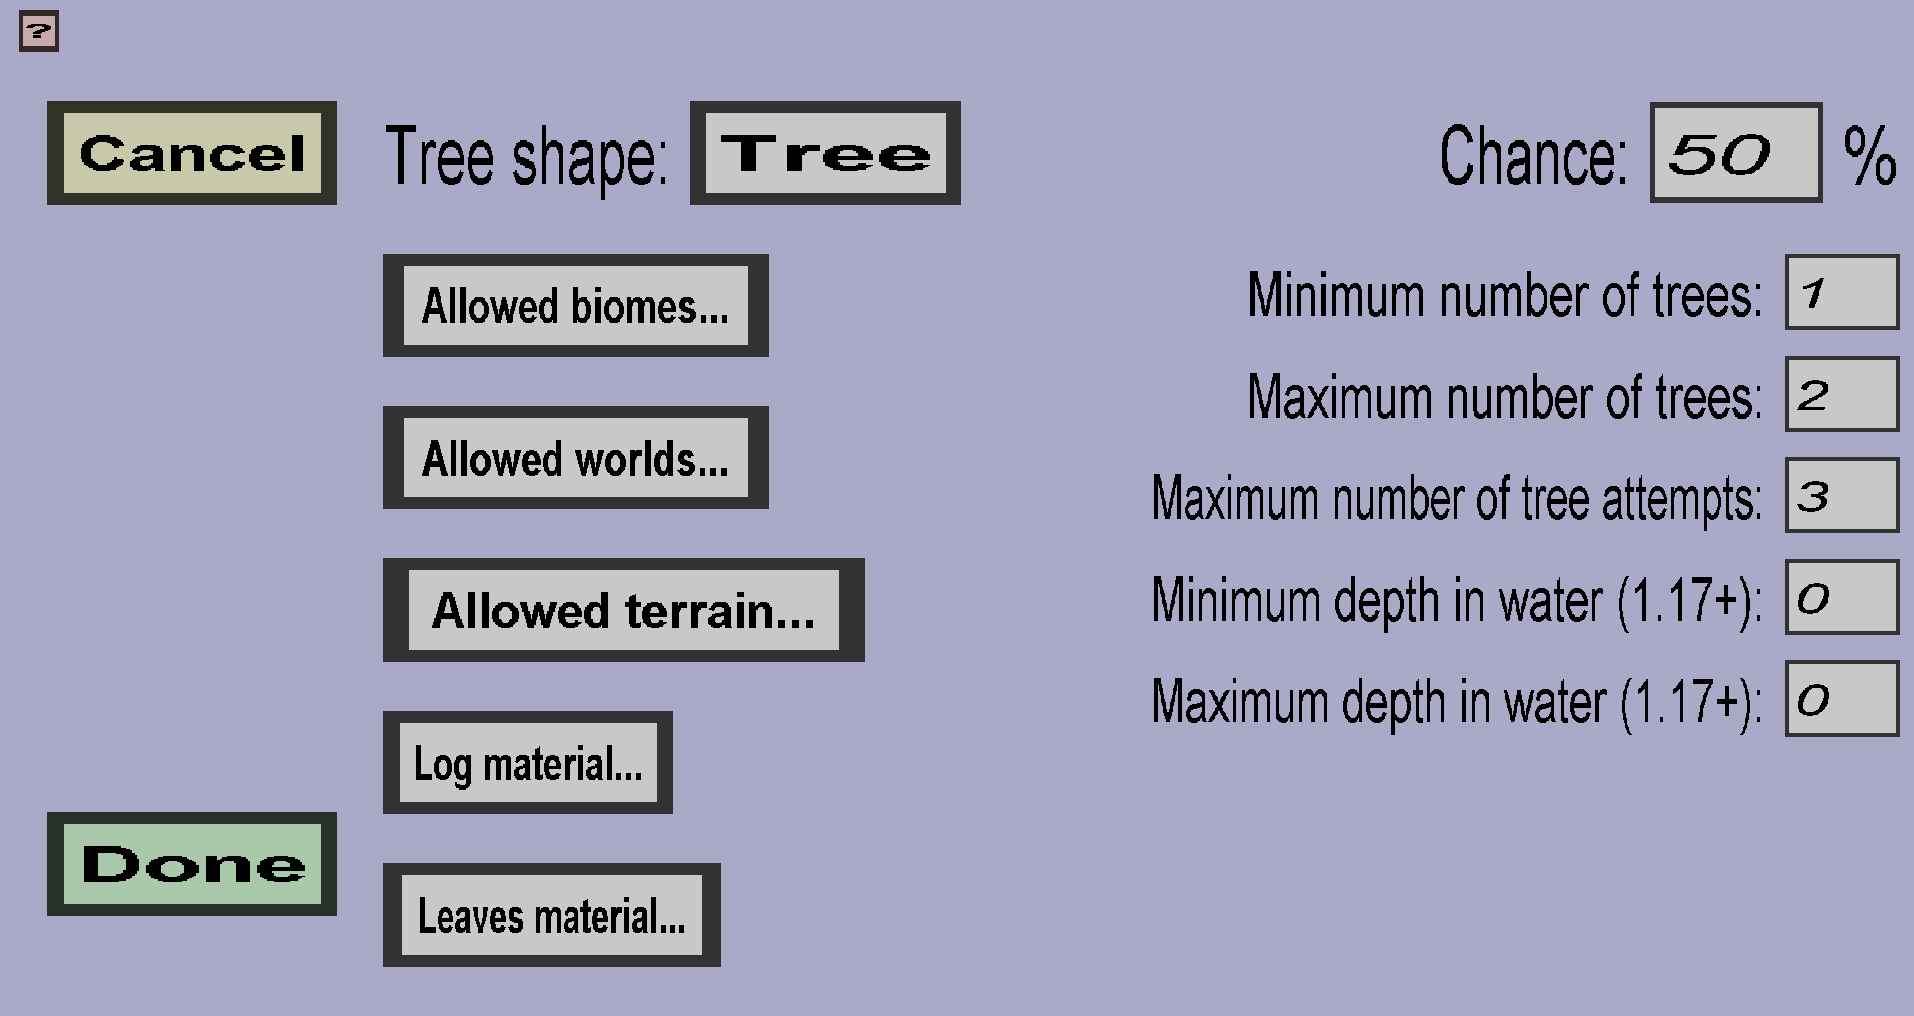 ?
Cancel
Tree shape: Tree
Chance: 50 %
Allowed biomes...
Allowed worlds...
Allowed terrain...
Log material...
Leaves material...
Done
Minimum number of trees: 1
Maximum number of trees: 2
Maximum number of tree attempts: 3
Minimum depth in water (1.17+): 0
Maximum depth in water (1.17+): 0